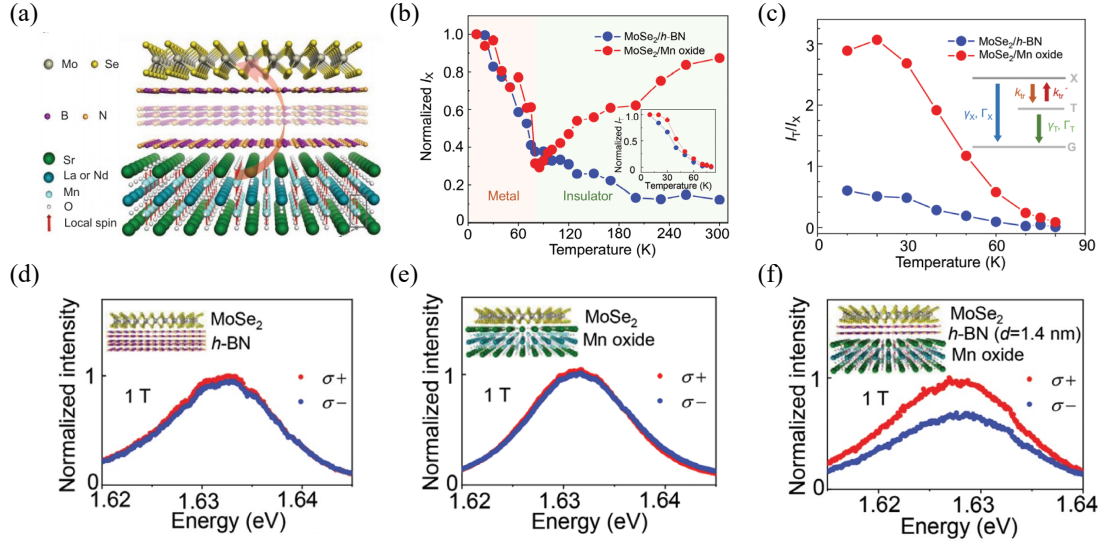 (a)
Mo
Se
B
N
Sr
La or Nd
Mn
O
Local spin
(b)
Normalized I_X
1.0
0.8
0.6
0.4
0.2
0
0
60
120
180
240
300
Temperature (K)
MoSe2/h-BN
MoSe2/Mn oxide
Metal
Insulator
Normalized I_T
1.0
0.5
0.0
0
30
60
Temperature (K)
(c)
I_T/I_X
3
2
1
0
0
30
60
90
Temperature (K)
MoSe2/h-BN
MoSe2/Mn oxide
X
k_tr
k_tr-
T
γ_X, Γ_X
γ_T, Γ_T
G
(d)
Normalized intensity
1
0
1.62
1.63
1.64
Energy (eV)
MoSe2
h-BN
1 T
σ+
σ−
(e)
Normalized intensity
1
0
1.62
1.63
1.64
Energy (eV)
MoSe2
Mn oxide
1 T
σ+
σ−
(f)
Normalized intensity
1
0
1.62
1.63
1.64
Energy (eV)
MoSe2
h-BN (d=1.4 nm)
Mn oxide
1 T
σ+
σ−